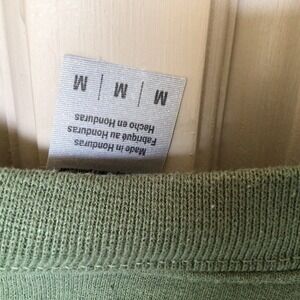 M | M | M
Hecho en Honduras
Fabriqué au Honduras
Made in Honduras